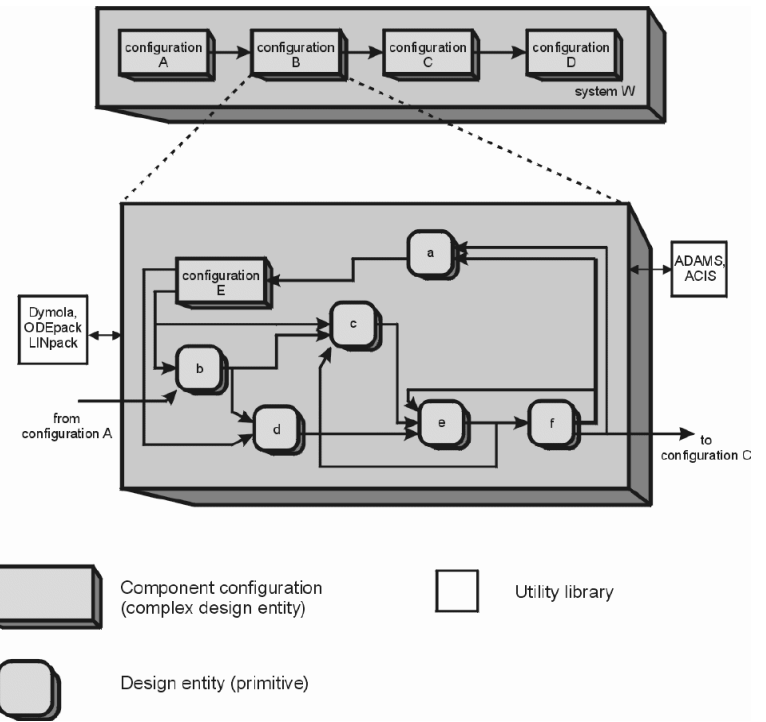 configuration
A
configuration
B
configuration
C
configuration
D
system W
a
configuration
E
ADAMS,
ACIS
Dymola,
ODEpack
LINpack
c
b
from
configuration A
d
e
f
to
configuration C
Component configuration
(complex design entity)
Utility library
Design entity (primitive)